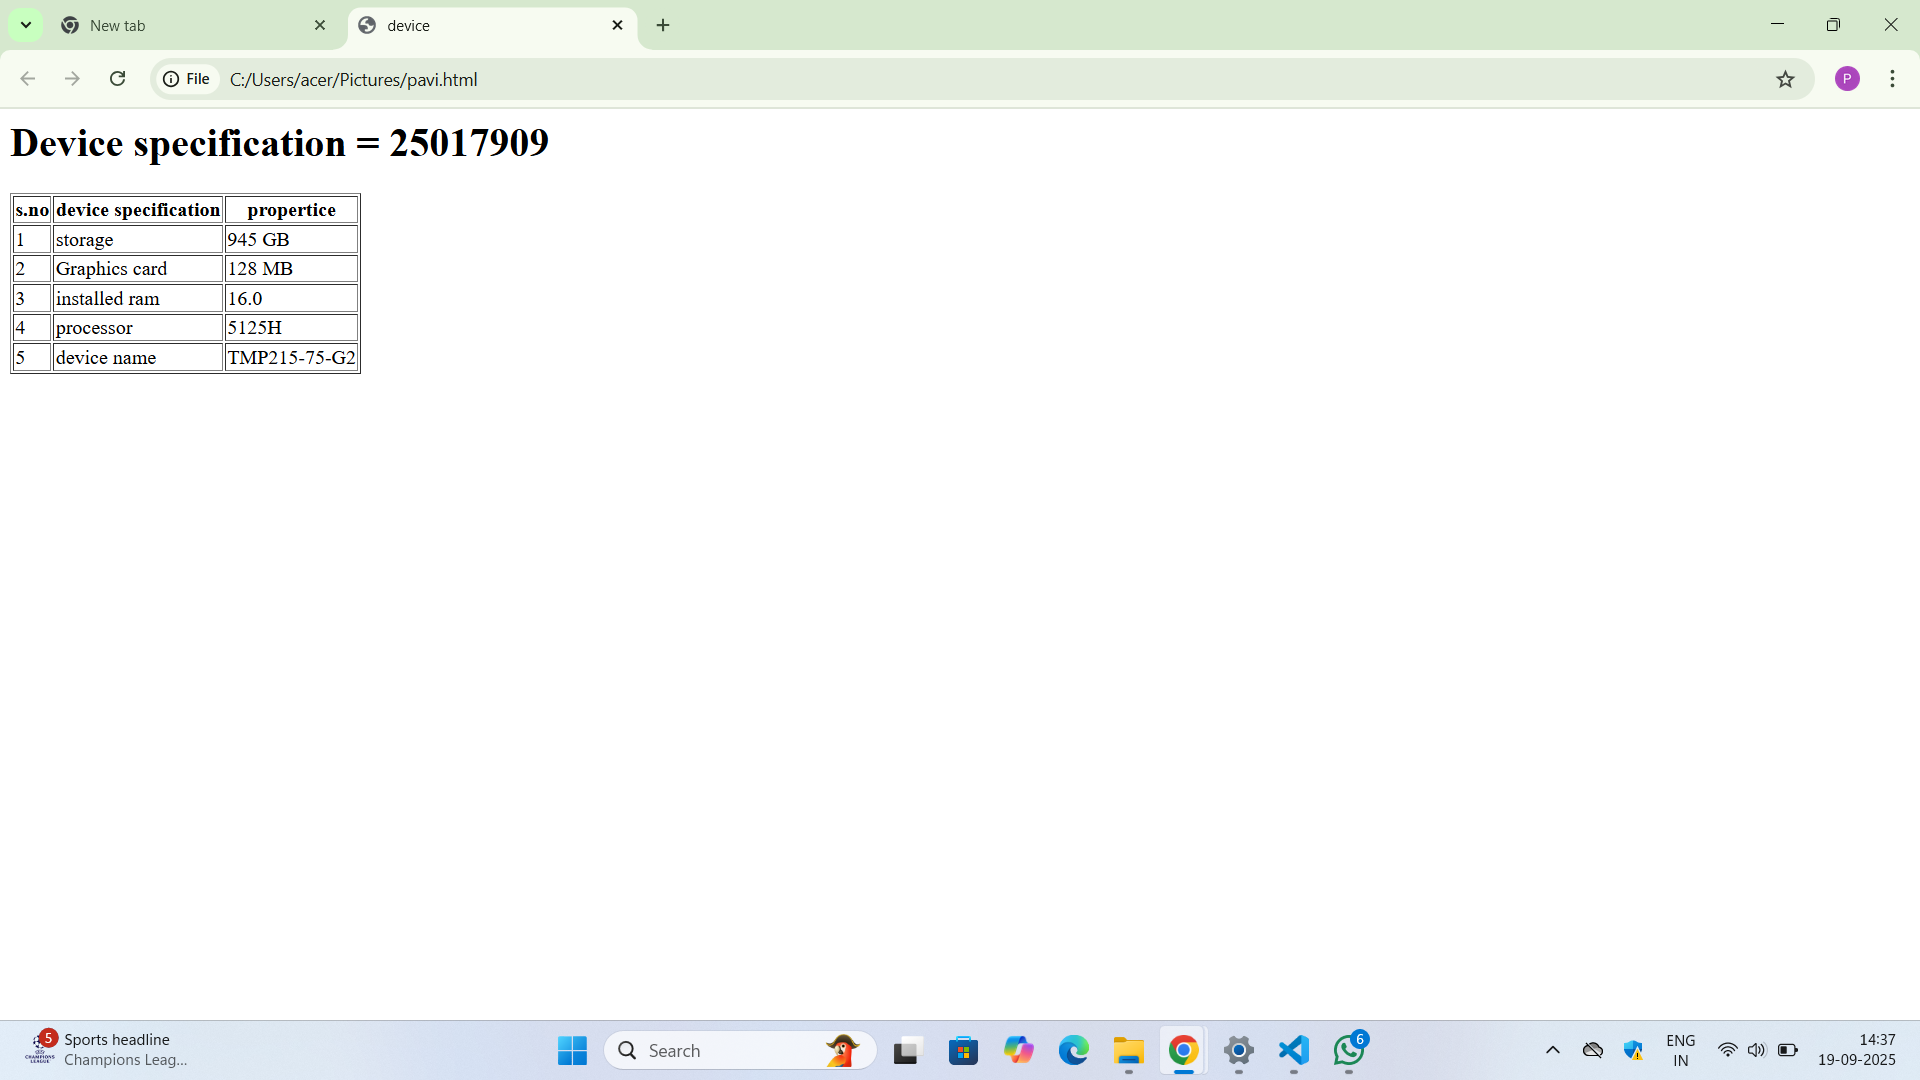 New tab
device
File C:/Users/acer/Pictures/pavi.html
P
Device specification = 25017909
s.no device specification propertice
1 storage 945 GB
2 Graphics card 128 MB
3 installed ram 16.0
4 processor 5125H
5 device name TMP215-75-G2
5
Sports headline
Champions Leag...
Search
6
ENG
IN
14:37
19-09-2025